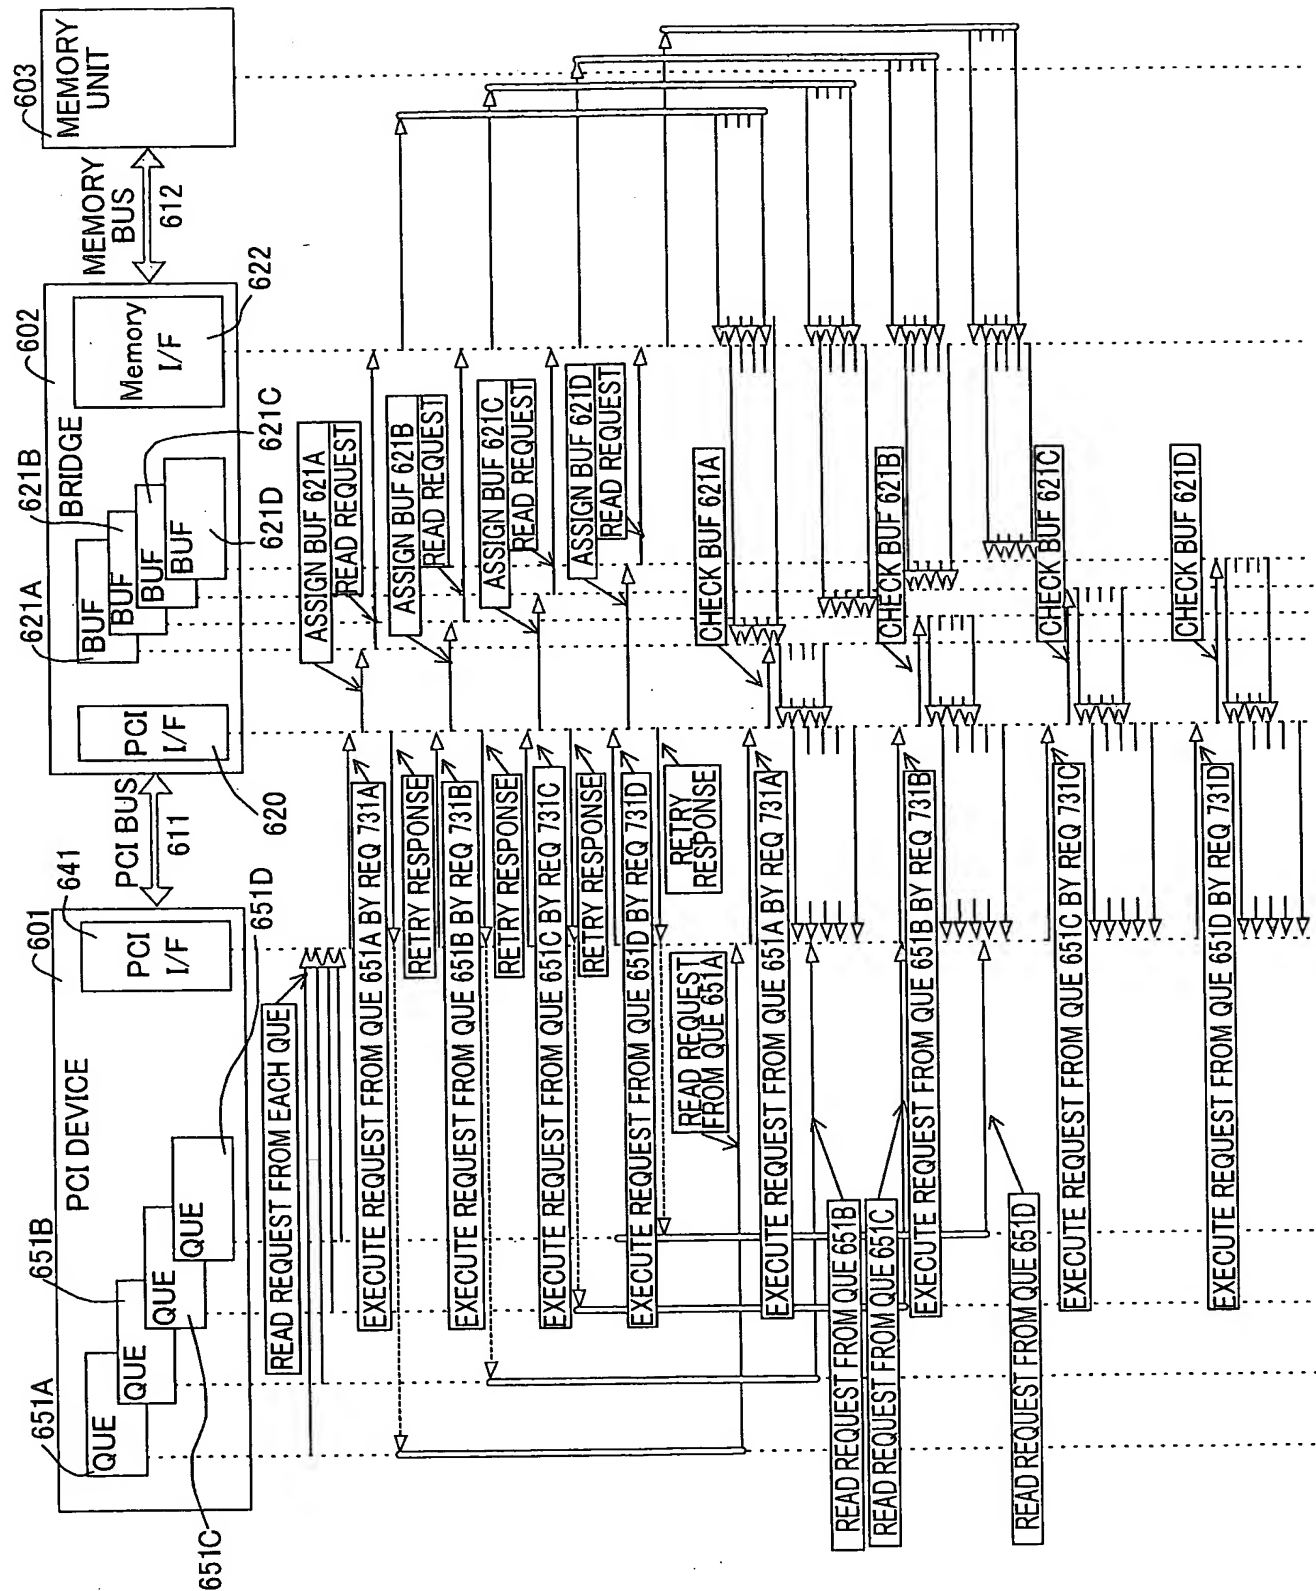 651A
651B
651C
651D
QUE
QUE
QUE
QUE
PCI DEVICE
601
641
PCI
I/F
PCI BUS
611
620
PCI
I/F
621A
BUF
BUF
BUF
BUF
621B
BRIDGE
602
621C
621D
Memory
I/F
622
MEMORY
BUS
612
603
MEMORY
UNIT
READ REQUEST FROM EACH QUE
EXECUTE REQUEST FROM QUE 651A BY REQ 731A
ASSIGN BUF 621A
READ REQUEST
RETRY RESPONSE
EXECUTE REQUEST FROM QUE 651B BY REQ 731B
ASSIGN BUF 621B
READ REQUEST
RETRY RESPONSE
EXECUTE REQUEST FROM QUE 651C BY REQ 731C
ASSIGN BUF 621C
READ REQUEST
RETRY RESPONSE
EXECUTE REQUEST FROM QUE 651D BY REQ 731D
ASSIGN BUF 621D
READ REQUEST
RETRY
RESPONSE
READ REQUEST
FROM QUE 651A
EXECUTE REQUEST FROM QUE 651A BY REQ 731A
CHECK BUF 621A
READ REQUEST FROM QUE 651B
READ REQUEST FROM QUE 651C
EXECUTE REQUEST FROM QUE 651B BY REQ 731B
CHECK BUF 621B
READ REQUEST FROM QUE 651D
EXECUTE REQUEST FROM QUE 651C BY REQ 731C
CHECK BUF 621C
EXECUTE REQUEST FROM QUE 651D BY REQ 731D
CHECK BUF 621D